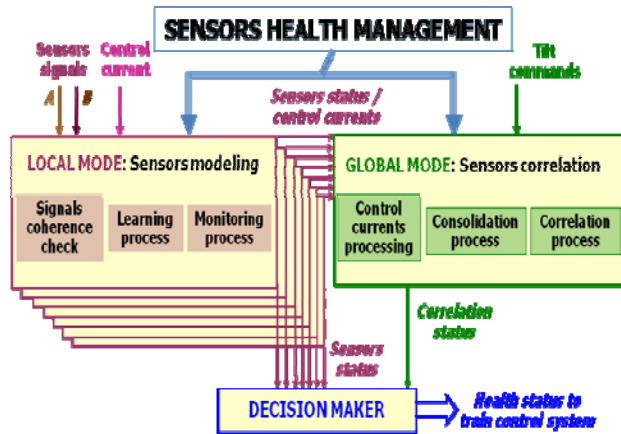 SENSORS HEALTH MANAGEMENT
Sensors
signals
Control
current
Tilt
commands
A
B
Sensors status /
control currents
LOCAL MODE: Sensors modeling
GLOBAL MODE: Sensors correlation
Signals
coherence
check
Learning
process
Monitoring
process
Control
currents
processing
Consolidation
process
Correlation
process
Correlation
status
Sensors
status
DECISION MAKER
Health status to
train control system